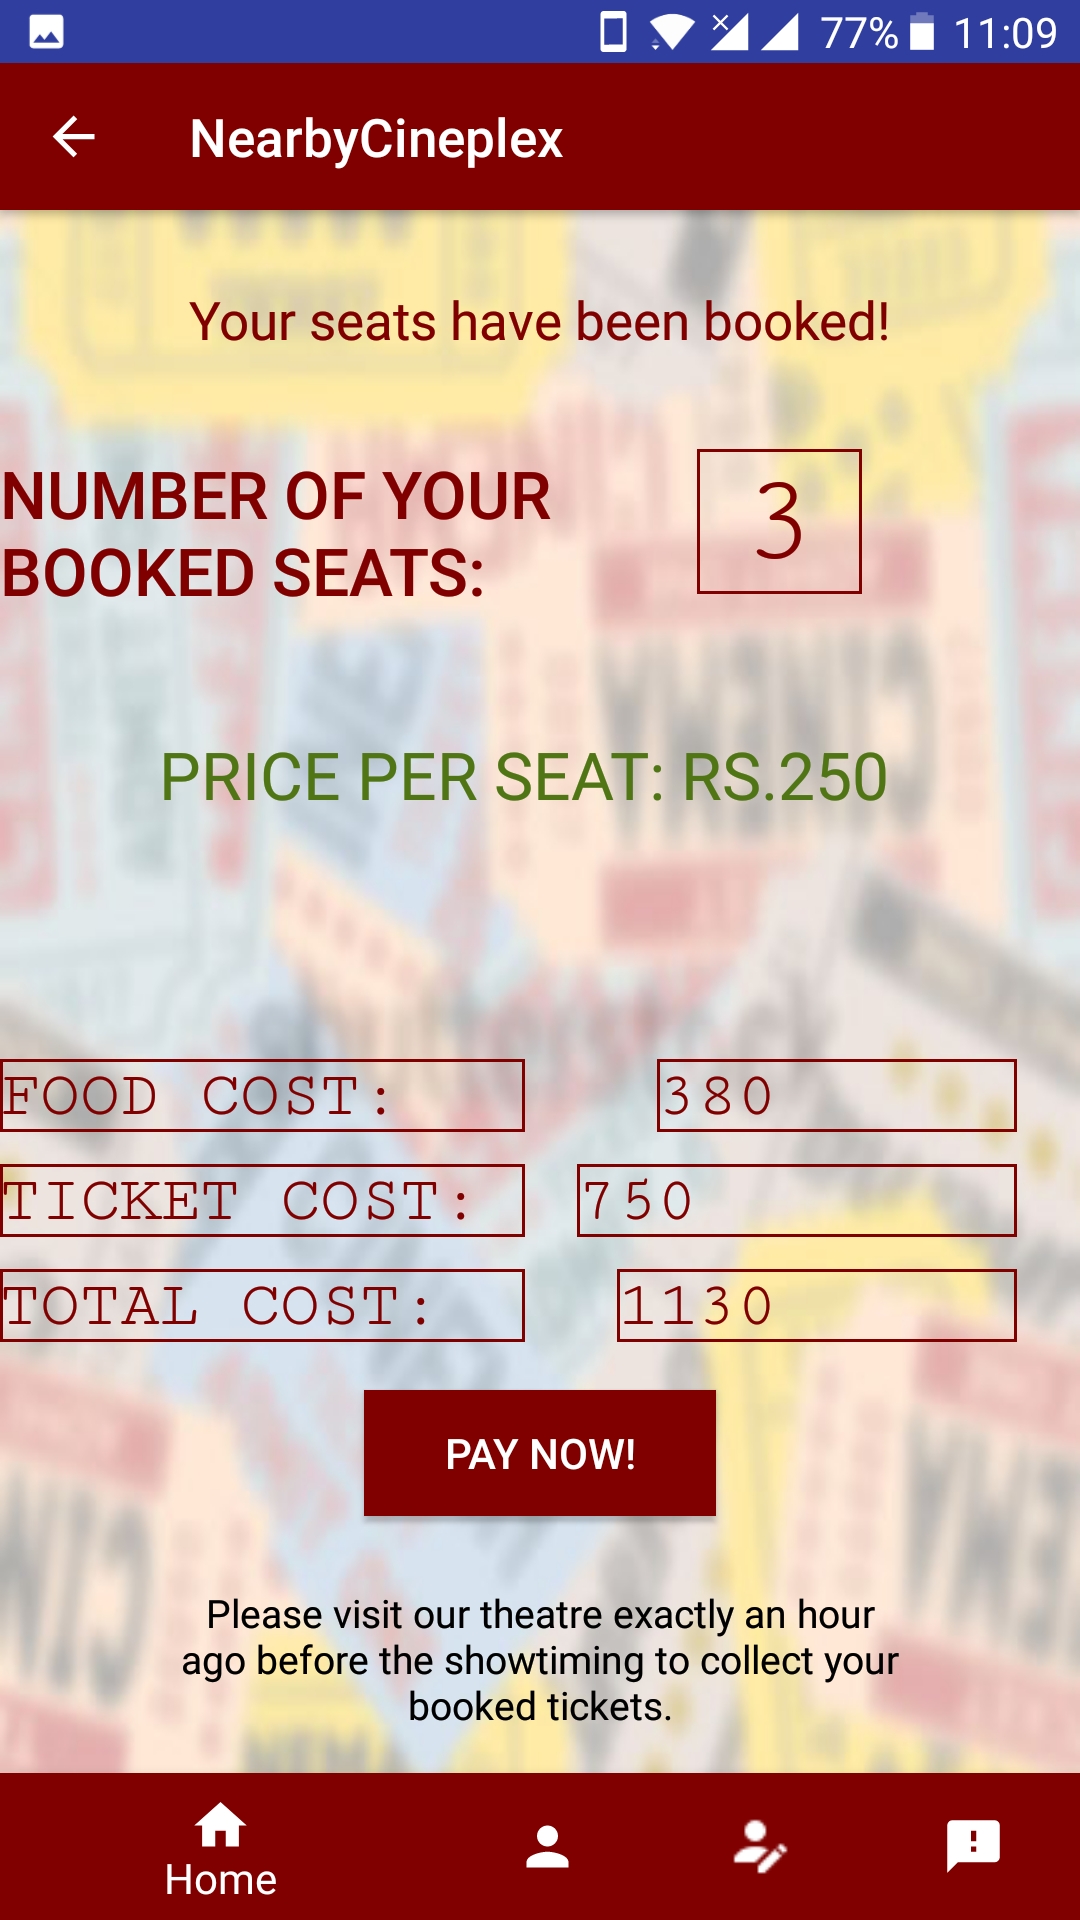 77% 11:09
NearbyCineplex
Your seats have been booked!
NUMBER OF YOUR
BOOKED SEATS:
3
PRICE PER SEAT: RS.250
FOOD COST: 380
TICKET COST: 750
TOTAL COST: 1130
PAY NOW!
Please visit our theatre exactly an hour
ago before the showtiming to collect your
booked tickets.
Home